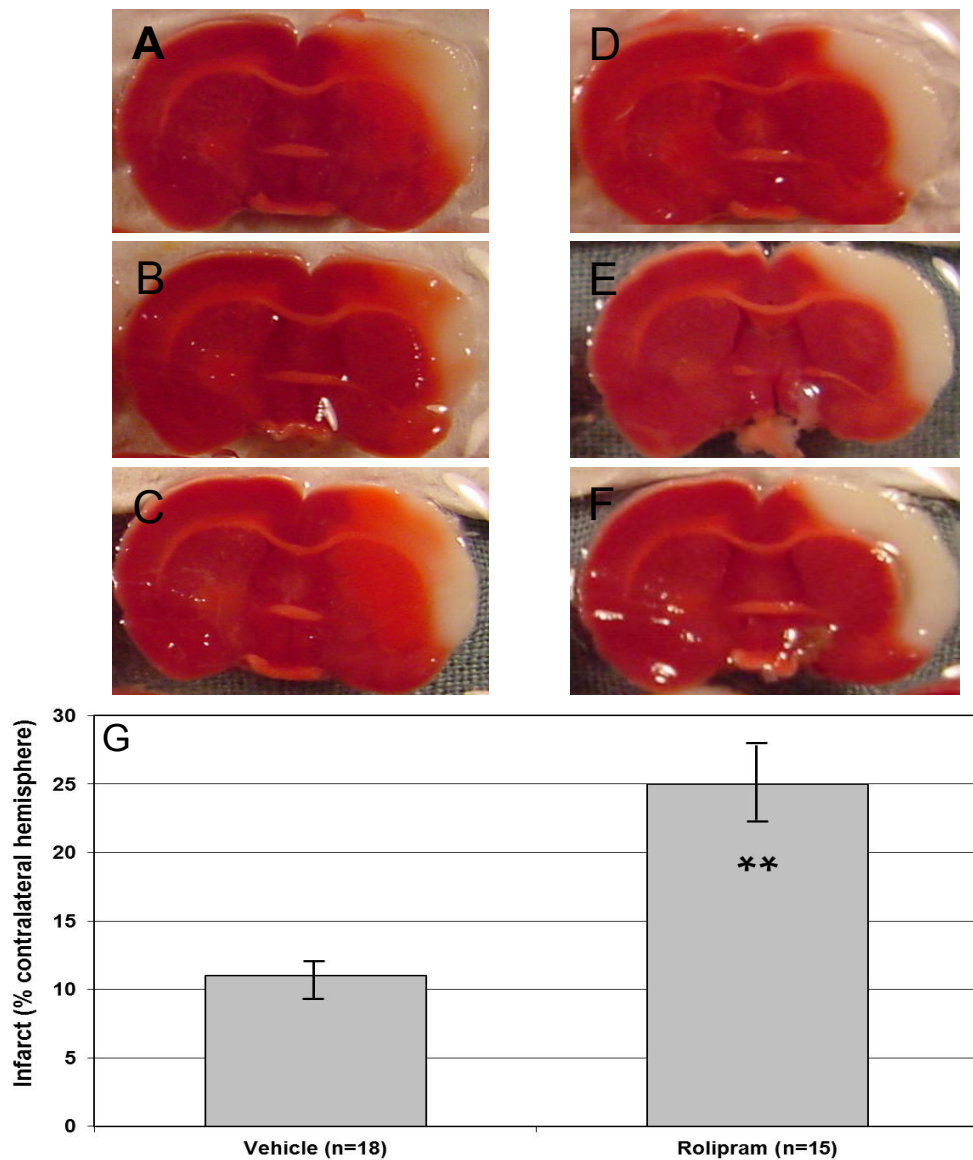 A
D
B
E
C
F
G
Infarct (% contralateral hemisphere)
30
25
20
15
10
5
0
**
Vehicle (n=18)
Rolipram (n=15)